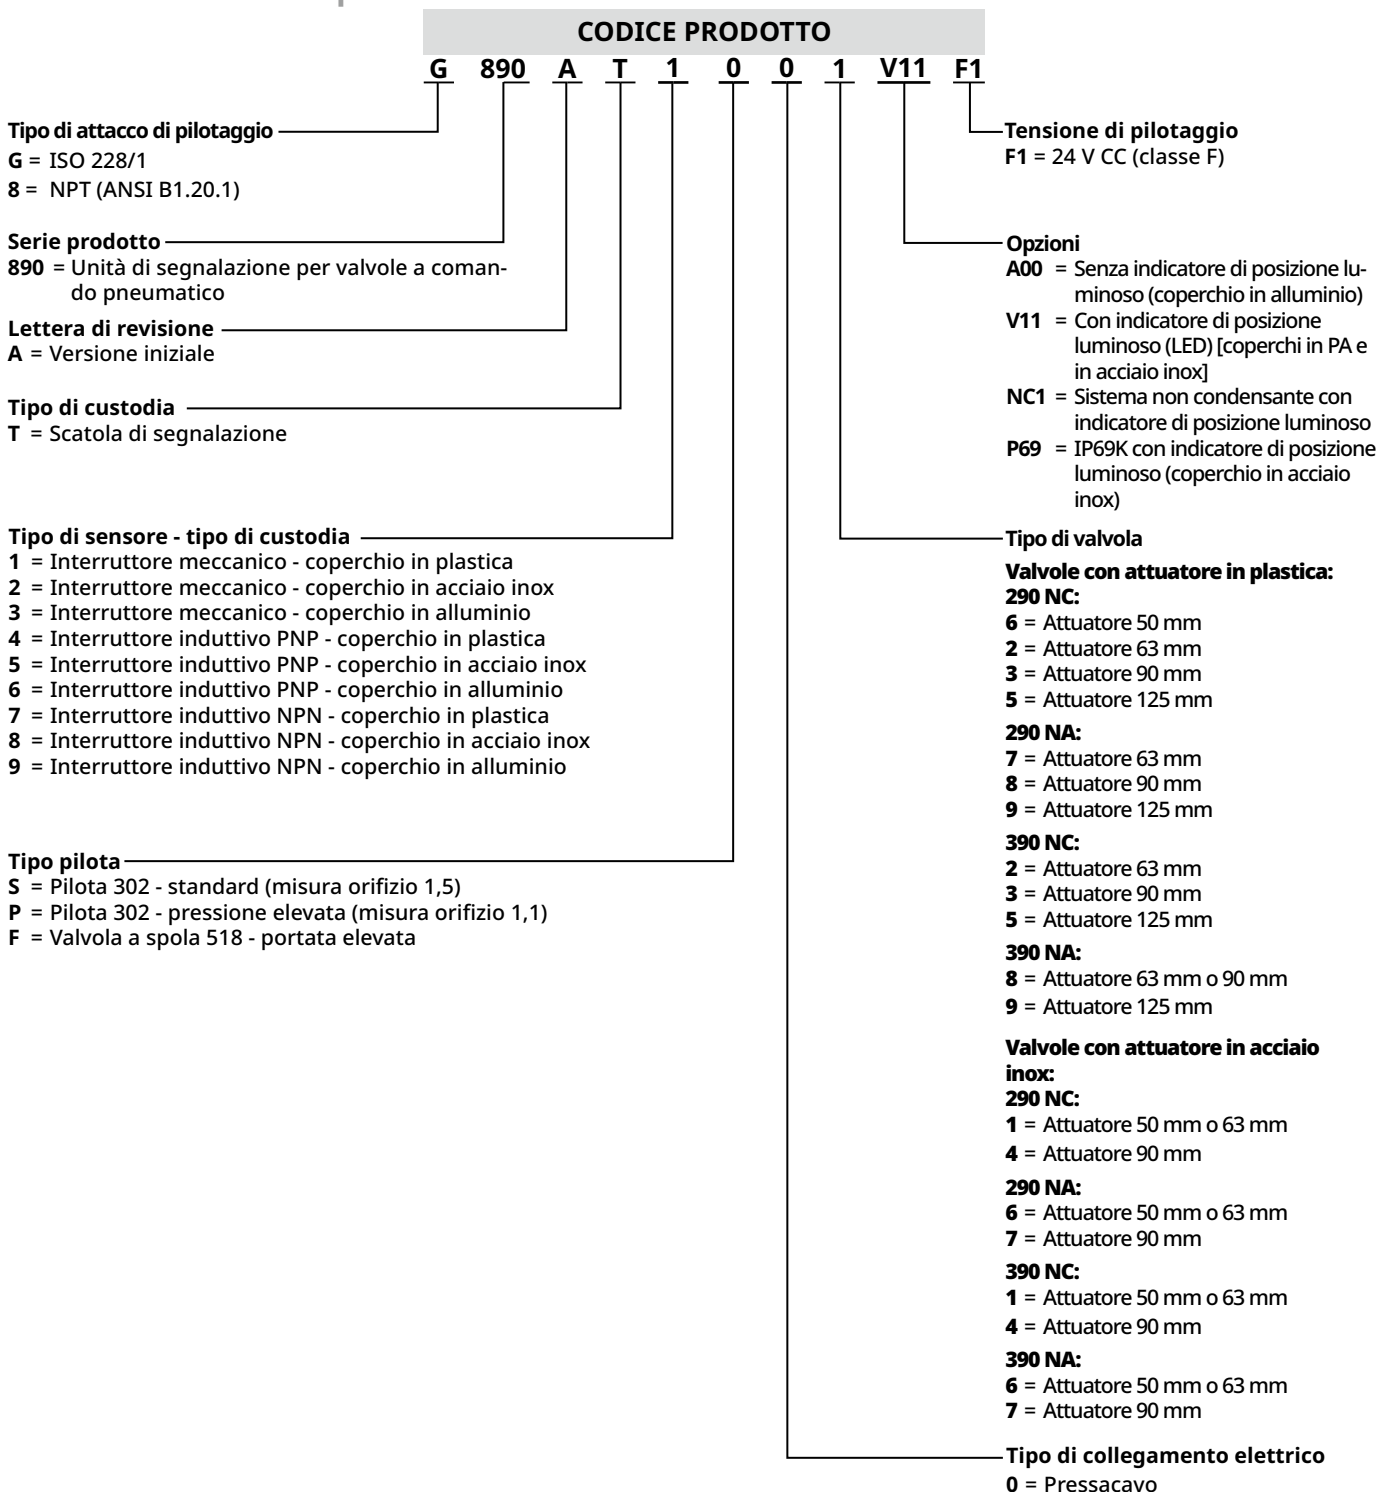 CODICE PRODOTTO
G 890 A T 1 0 0 1 V11 F1
Tipo di attacco di pilotaggio
G = ISO 228/1
8 = NPT (ANSI B1.20.1)
Serie prodotto
890 = Unità di segnalazione per valvole a coman-
do pneumatico
Lettera di revisione
A = Versione iniziale
Tipo di custodia
T = Scatola di segnalazione
Tipo di sensore - tipo di custodia
1 = Interruttore meccanico - coperchio in plastica
2 = Interruttore meccanico - coperchio in acciaio inox
3 = Interruttore meccanico - coperchio in alluminio
4 = Interruttore induttivo PNP - coperchio in plastica
5 = Interruttore induttivo PNP - coperchio in acciaio inox
6 = Interruttore induttivo PNP - coperchio in alluminio
7 = Interruttore induttivo NPN - coperchio in plastica
8 = Interruttore induttivo NPN - coperchio in acciaio inox
9 = Interruttore induttivo NPN - coperchio in alluminio
Tipo pilota
S = Pilota 302 - standard (misura orifizio 1,5)
P = Pilota 302 - pressione elevata (misura orifizio 1,1)
F = Valvola a spola 518 - portata elevata
Tensione di pilotaggio
F1 = 24 V CC (classe F)
Opzioni
A00 = Senza indicatore di posizione lu-
minoso (coperchio in alluminio)
V11 = Con indicatore di posizione
luminoso (LED) [coperchi in PA e
in acciaio inox]
NC1 = Sistema non condensante con
indicatore di posizione luminoso
P69 = IP69K con indicatore di posizione
luminoso (coperchio in acciaio
inox)
Tipo di valvola
Valvole con attuatore in plastica:
290 NC:
6 = Attuatore 50 mm
2 = Attuatore 63 mm
3 = Attuatore 90 mm
5 = Attuatore 125 mm
290 NA:
7 = Attuatore 63 mm
8 = Attuatore 90 mm
9 = Attuatore 125 mm
390 NC:
2 = Attuatore 63 mm
3 = Attuatore 90 mm
5 = Attuatore 125 mm
390 NA:
8 = Attuatore 63 mm o 90 mm
9 = Attuatore 125 mm
Valvole con attuatore in acciaio
inox:
290 NC:
1 = Attuatore 50 mm o 63 mm
4 = Attuatore 90 mm
290 NA:
6 = Attuatore 50 mm o 63 mm
7 = Attuatore 90 mm
390 NC:
1 = Attuatore 50 mm o 63 mm
4 = Attuatore 90 mm
390 NA:
6 = Attuatore 50 mm o 63 mm
7 = Attuatore 90 mm
Tipo di collegamento elettrico
0 = Pressacavo